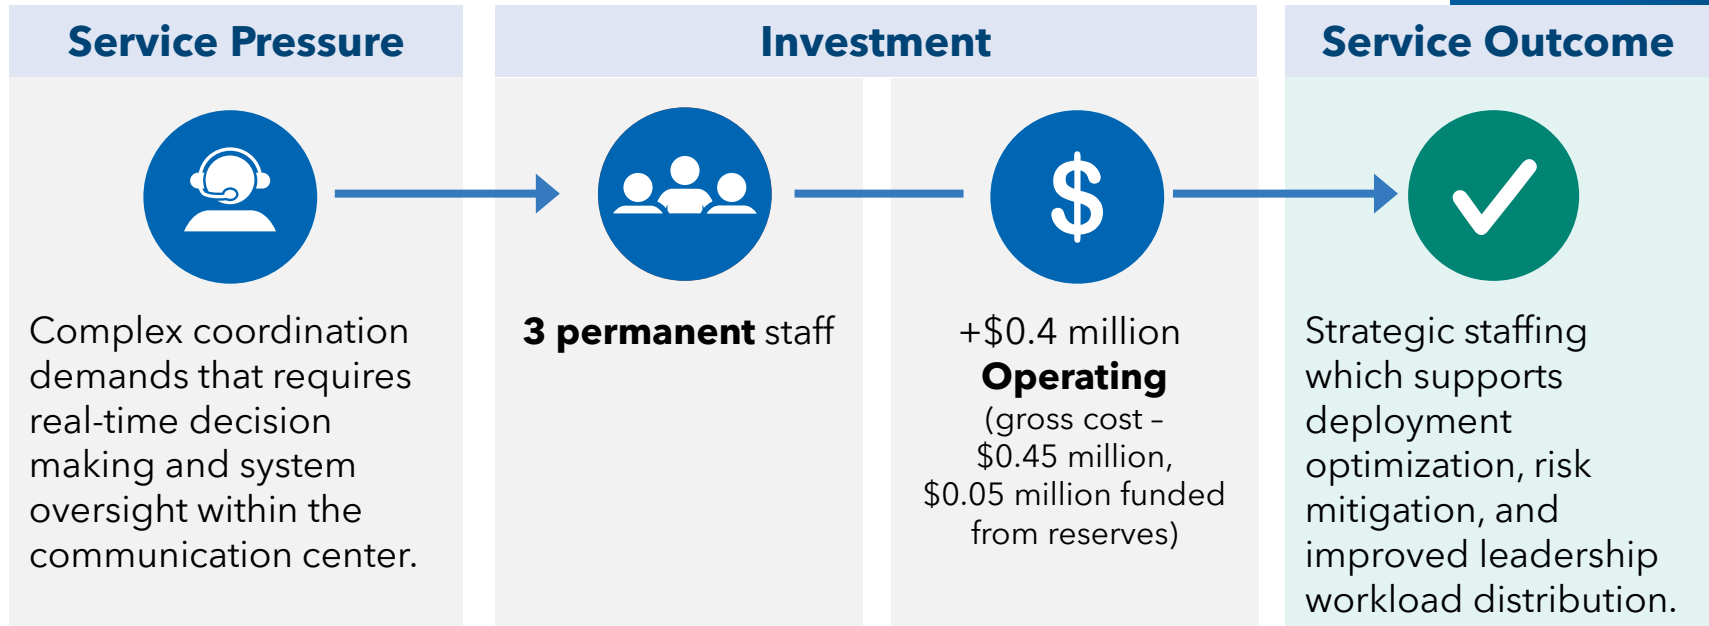 Service Pressure
Complex coordination
demands that requires
real-time decision
making and system
oversight within the
communication center.
Investment
3 permanent staff
$
+$0.4 million
Operating
(gross cost –
$0.45 million,
$0.05 million funded
from reserves)
Service Outcome
Strategic staffing
which supports
deployment
optimization, risk
mitigation, and
improved leadership
workload distribution.